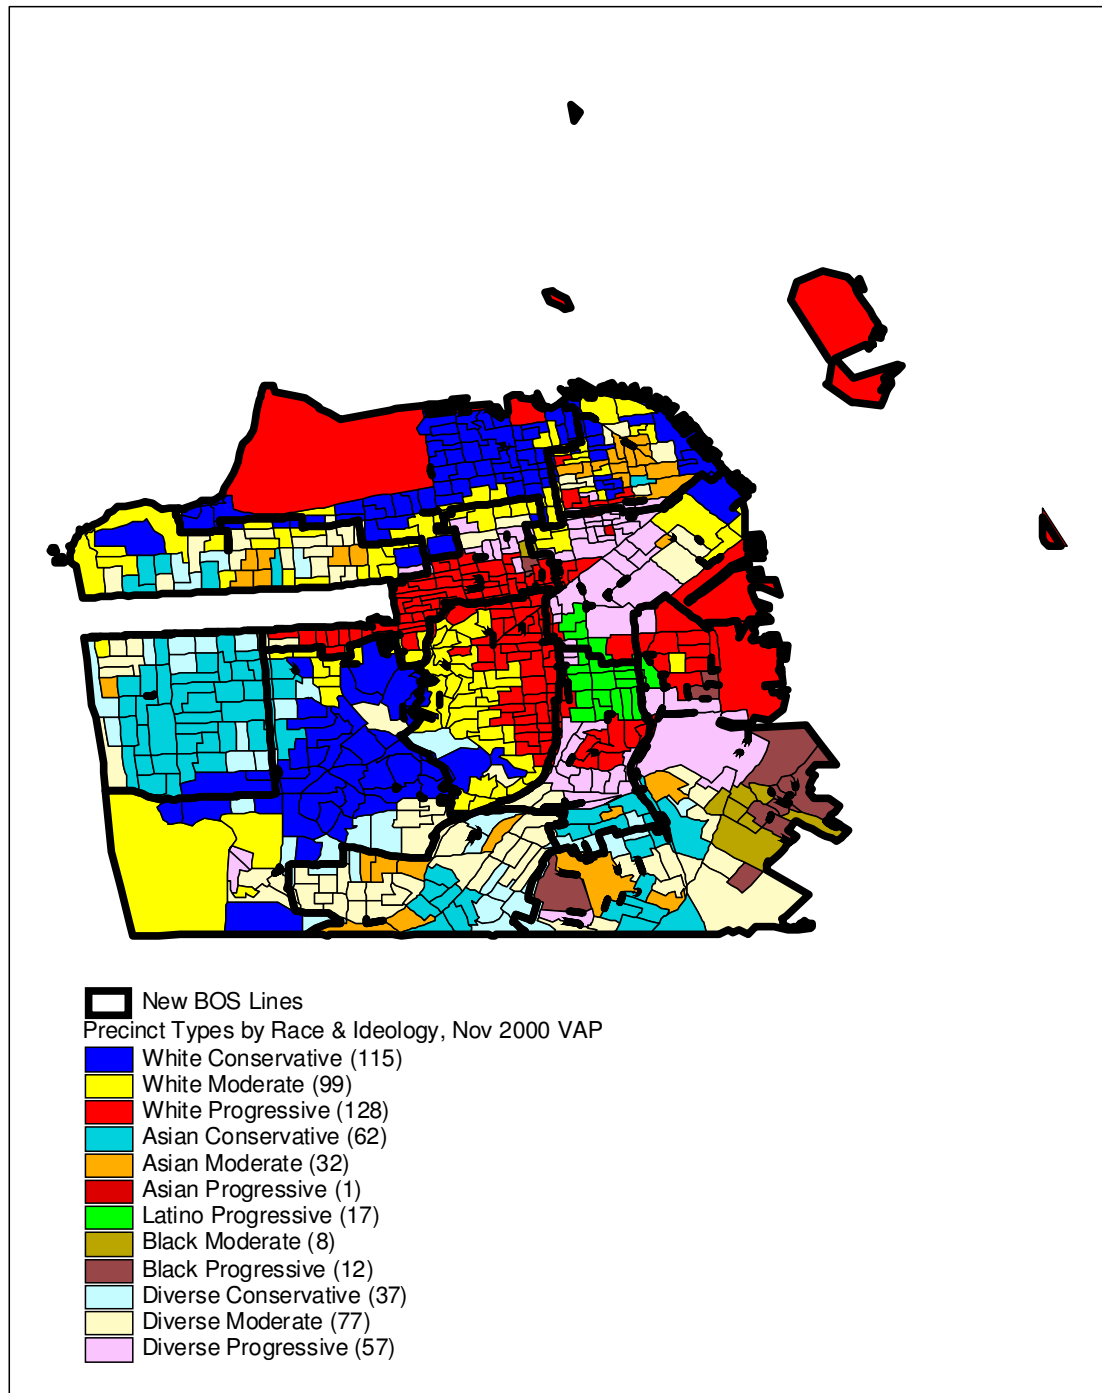 New BOS Lines
Precinct Types by Race & Ideology, Nov 2000 VAP
White Conservative (115)
White Moderate (99)
White Progressive (128)
Asian Conservative (62)
Asian Moderate (32)
Asian Progressive (1)
Latino Progressive (17)
Black Moderate (8)
Black Progressive (12)
Diverse Conservative (37)
Diverse Moderate (77)
Diverse Progressive (57)